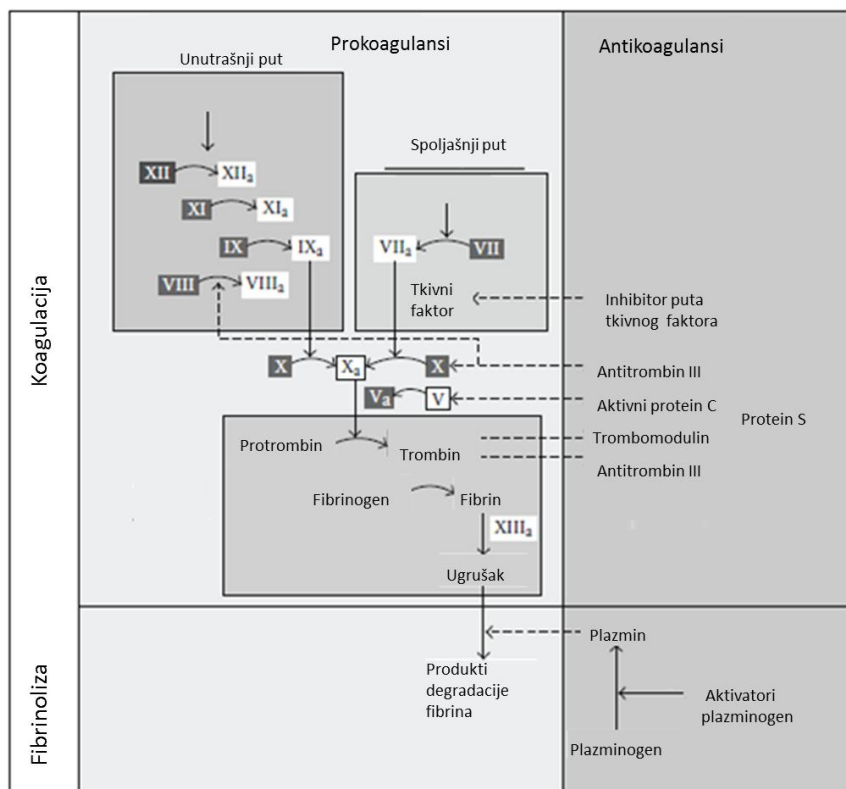 Prokoagulansi
Antikoagulansi
Unutrašnji put
Spoljašnji put
Koagulacija
XII
XIIa
XI
XIa
IX
IXa
VIII
VIIIa
VIIa
VII
Tkivni
faktor
Inhibitor puta
tkivnog faktora
X
Xa
X
Antitrombin III
Va
V
Aktivni protein C
Protein S
Protrombin
Trombin
Trombomodulin
Antitrombin III
Fibrinogen
Fibrin
XIIIa
Ugrušak
Fibrinoliza
Plazmin
Produkti
degradacije
fibrina
Aktivatori
plazminogen
Plazminogen